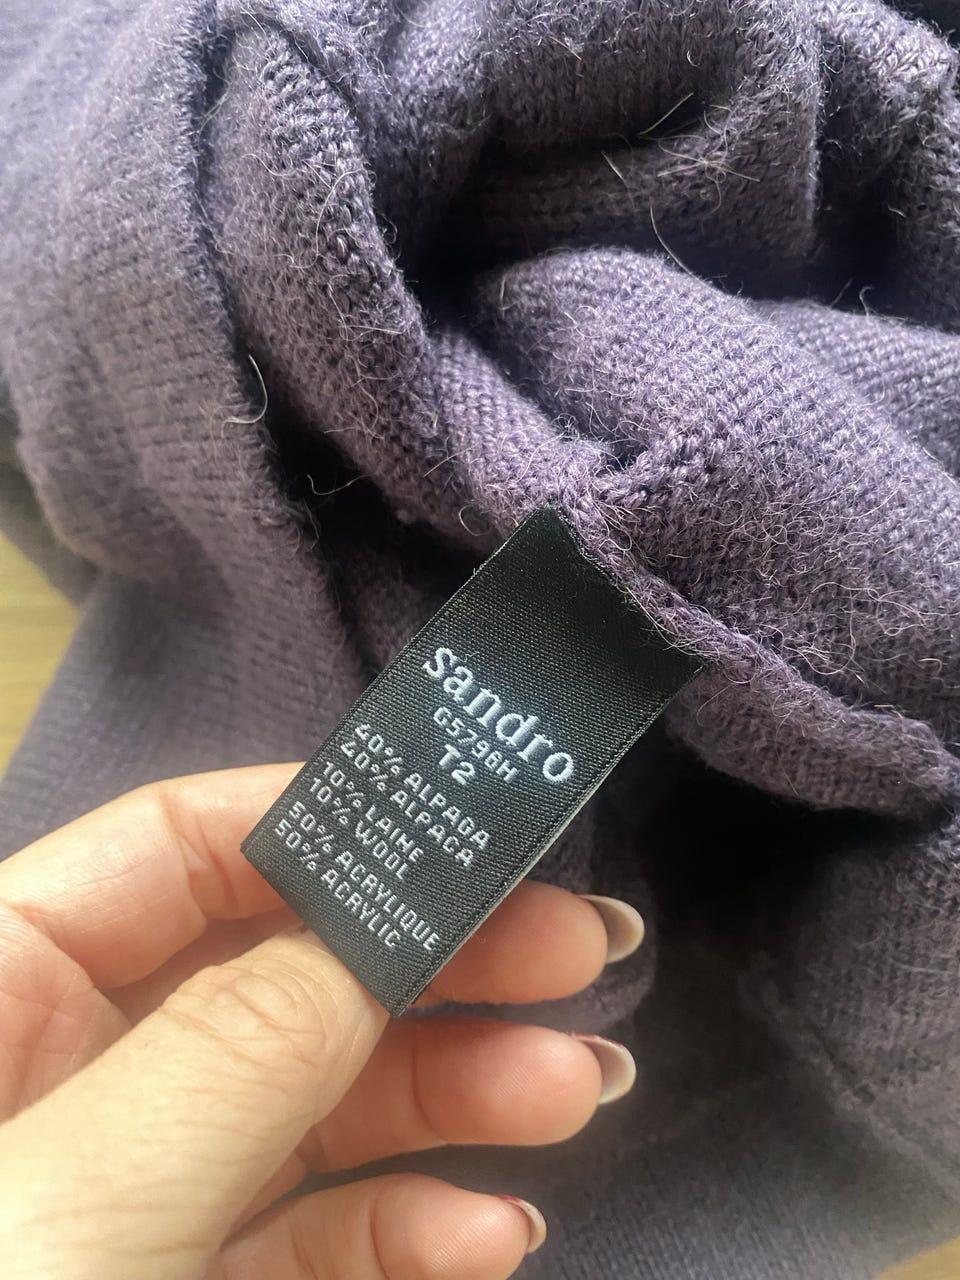 sandro
G5796H
T2
40% ALPAGA
40% ALPACA
10% LAINE
10% WOOL
50% ACRYLIQUE
50% ACRYLIC